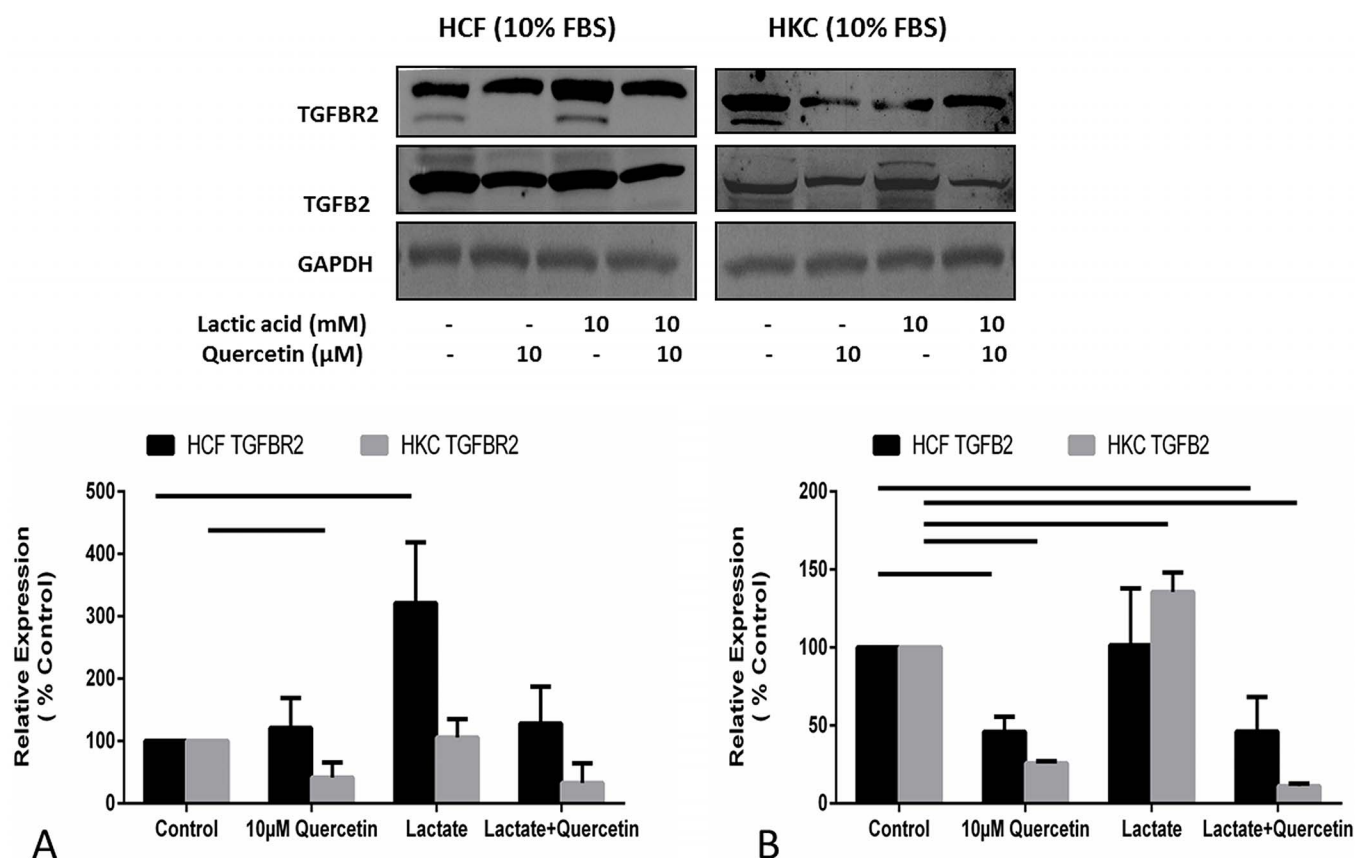 HCF (10% FBS) HKC (10% FBS)
TGFBR2
TGFB2
GAPDH
Lactic acid (mM) - - 10 10 - - 10 10
Quercetin (µM) - 10 - 10 - 10 - 10
HCF TGFBR2 HKC TGFBR2
500
400
300
200
100
0
Relative Expression
( % Control)
Control 10µM Quercetin Lactate Lactate+Quercetin
A
HCF TGFB2 HKC TGFB2
200
150
100
50
0
Relative Expression
( % Control)
Control 10µM Quercetin Lactate Lactate+Quercetin
B